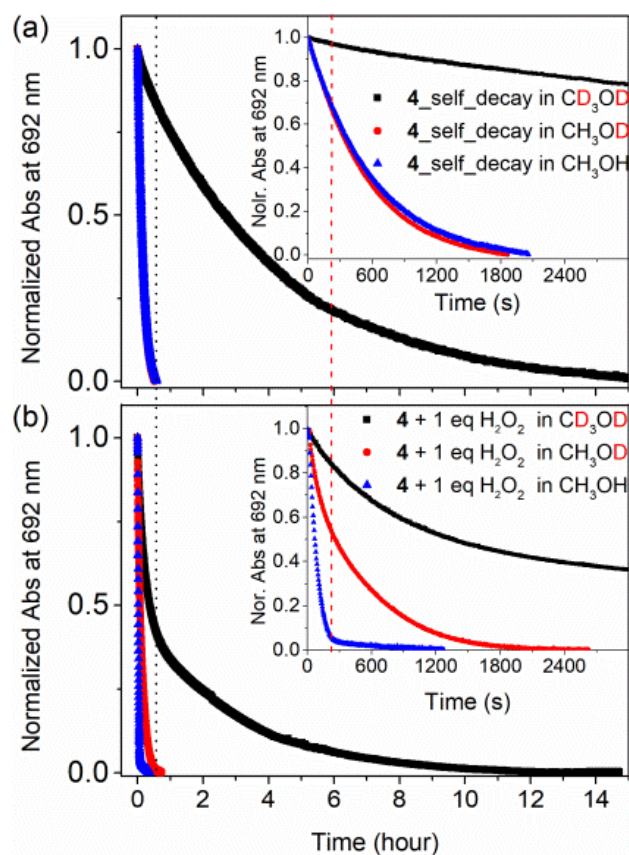 (a)
Normalized Abs at 692 nm
1.0
0.5
0.0
Nolr. Abs at 692 nm
1.0
0.8
0.6
0.4
0.2
0.0
4_self_decay in CD₃OD
4_self_decay in CH₃OD
4_self_decay in CH₃OH
0 600 1200 1800 2400
Time (s)
(b)
Normalized Abs at 692 nm
1.0
0.5
0.0
Nor. Abs at 692 nm
1.0
0.8
0.6
0.4
0.2
0.0
4 + 1 eq H₂O₂ in CD₃OD
4 + 1 eq H₂O₂ in CH₃OD
4 + 1 eq H₂O₂ in CH₃OH
0 600 1200 1800 2400
Time (s)
0 2 4 6 8 10 12 14
Time (hour)